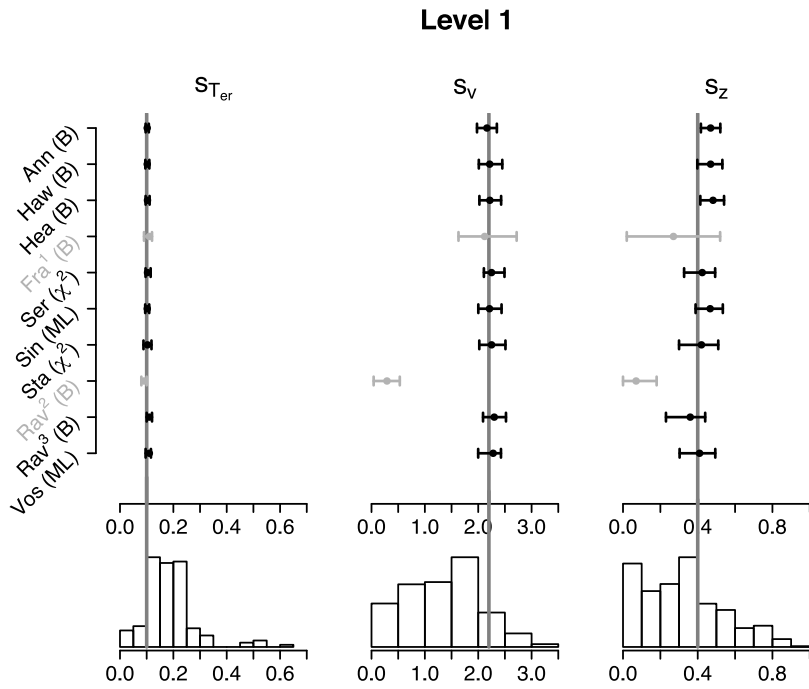 Level 1
s_Ter s_v s_z
Ann (B)
Haw (B)
Hea (B)
Fra¹ (B)
Ser (χ²)
Sin (ML)
Sta (χ²)
Rav² (B)
Rav³ (B)
Vos (ML)
0.0 0.2 0.4 0.6 0.0 1.0 2.0 3.0 0.0 0.4 0.8
0.0 0.2 0.4 0.6 0.0 1.0 2.0 3.0 0.0 0.4 0.8